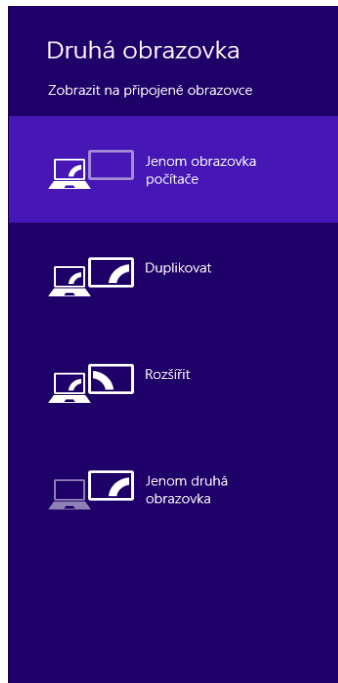 Druhá obrazovka
Zobrazit na připojené obrazovce
Jenom obrazovka
počítače
Duplikovat
Rozšířit
Jenom druhá
obrazovka